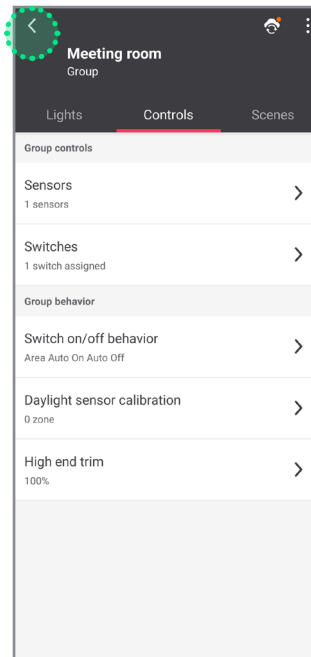 Meeting room
Group
Lights Controls Scenes
Group controls
Sensors
1 sensors
Switches
1 switch assigned
Group behavior
Switch on/off behavior
Area Auto On Auto Off
Daylight sensor calibration
0 zone
High end trim
100%